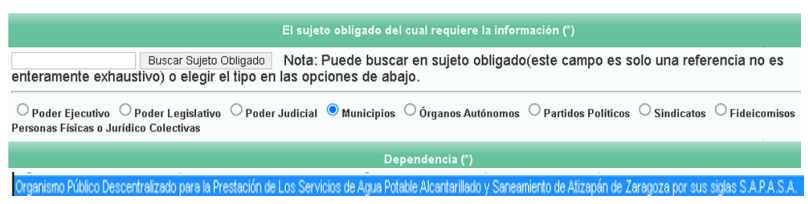 El sujeto obligado del cual requiere la información (*)
Buscar Sujeto Obligado Nota: Puede buscar en sujeto obligado(este campo es solo una referencia no es
enteramente exhaustivo) o elegir el tipo en las opciones de abajo.
Poder Ejecutivo Poder Legislativo Poder Judicial Municipios Órganos Autónomos Partidos Políticos Sindicatos Fideicomisos
Personas Físicas o Jurídico Colectivas
Dependencia (*)
Organismo Público Descentralizado para la Prestación de Los Servicios de Agua Potable Alcantarillado y Saneamiento de Atizapán de Zaragoza por sus siglas S.A.P.A.S.A.